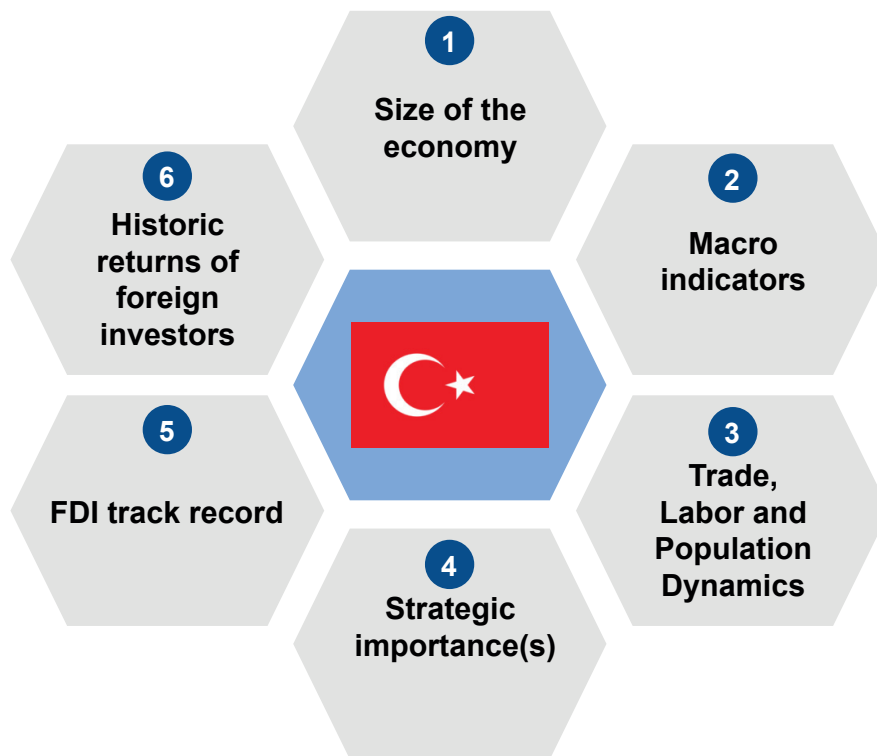 1
Size of the
economy
2
Macro
indicators
3
Trade,
Labor and
Population
Dynamics
4
Strategic
importance(s)
5
FDI track record
6
Historic
returns of
foreign
investors